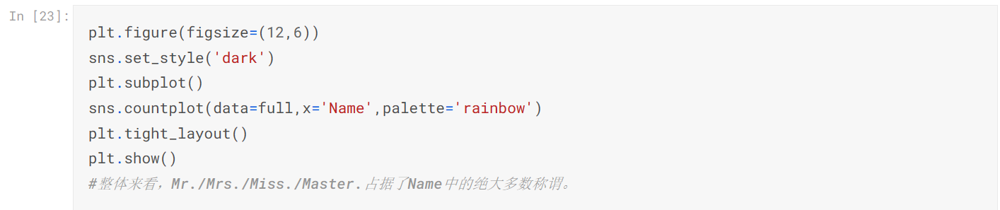 In [23]:
plt.figure(figsize=(12,6))
sns.set_style('dark')
plt.subplot()
sns.countplot(data=full,x='Name',palette='rainbow')
plt.tight_layout()
plt.show()
#整体来看，Mr./Mrs./Miss./Master.占据了Name中的绝大多数称谓。